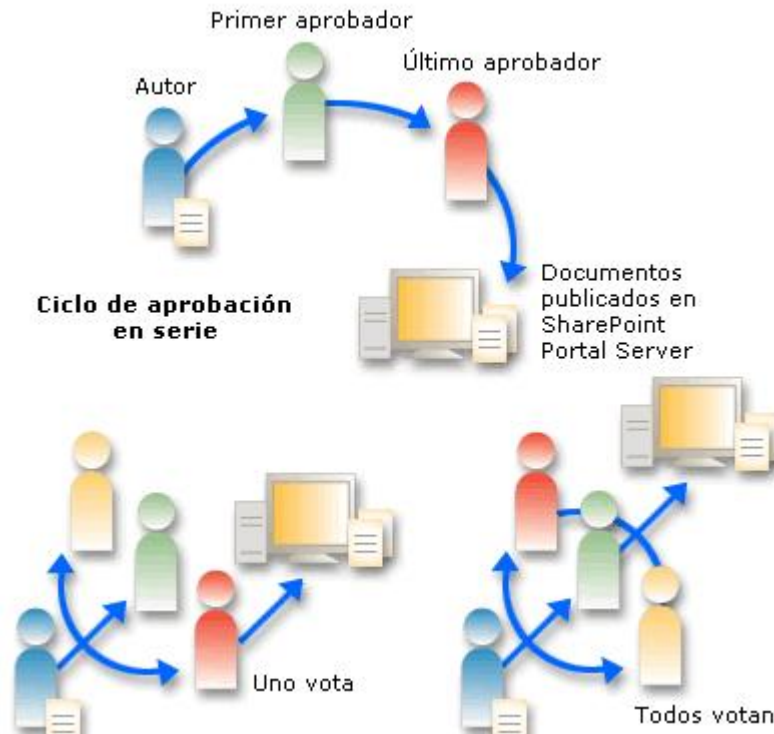 Primer aprobador
Último aprobador
Autor
Ciclo de aprobación
en serie
Documentos
publicados en
SharePoint
Portal Server
Uno vota
Todos votan